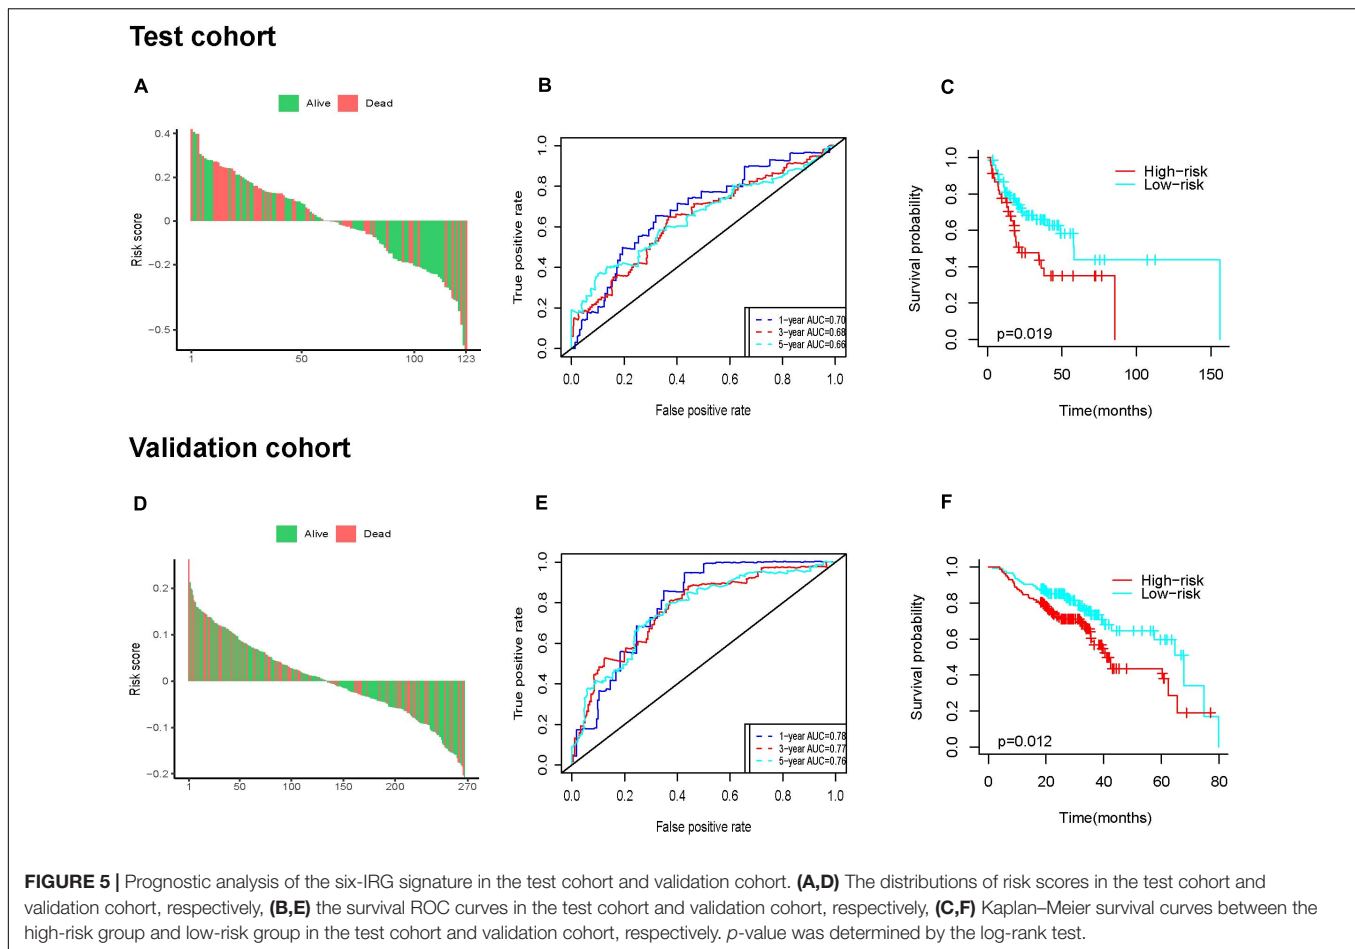 Test cohort
A
Alive Dead
Risk score
0.4
0.2
0
−0.2
−0.5
1 50 100 123
B
True positive rate
1.0
0.8
0.6
0.4
0.2
0.0
1−year AUC=0.70
3−year AUC=0.68
5−year AUC=0.66
0.0 0.2 0.4 0.6 0.8 1.0
False positive rate
C
Survival probability
1.0
0.8
0.6
0.4
0.2
0.0
High−risk
Low−risk
p=0.019
0 50 100 150
Time(months)
Validation cohort
D
Alive Dead
Risk score
0.2
0.1
0
−0.1
−0.2
1 50 100 150 200 270
E
True positive rate
1.0
0.8
0.6
0.4
0.2
0.0
1−year AUC=0.78
3−year AUC=0.77
5−year AUC=0.76
0.0 0.2 0.4 0.6 0.8 1.0
False positive rate
F
Survival probability
1.0
0.8
0.6
0.4
0.2
0.0
High−risk
Low−risk
p=0.012
0 20 40 60 80
Time(months)
FIGURE 5 | Prognostic analysis of the six-IRG signature in the test cohort and validation cohort. (A,D) The distributions of risk scores in the test cohort and
validation cohort, respectively, (B,E) the survival ROC curves in the test cohort and validation cohort, respectively, (C,F) Kaplan–Meier survival curves between the
high-risk group and low-risk group in the test cohort and validation cohort, respectively. p-value was determined by the log-rank test.